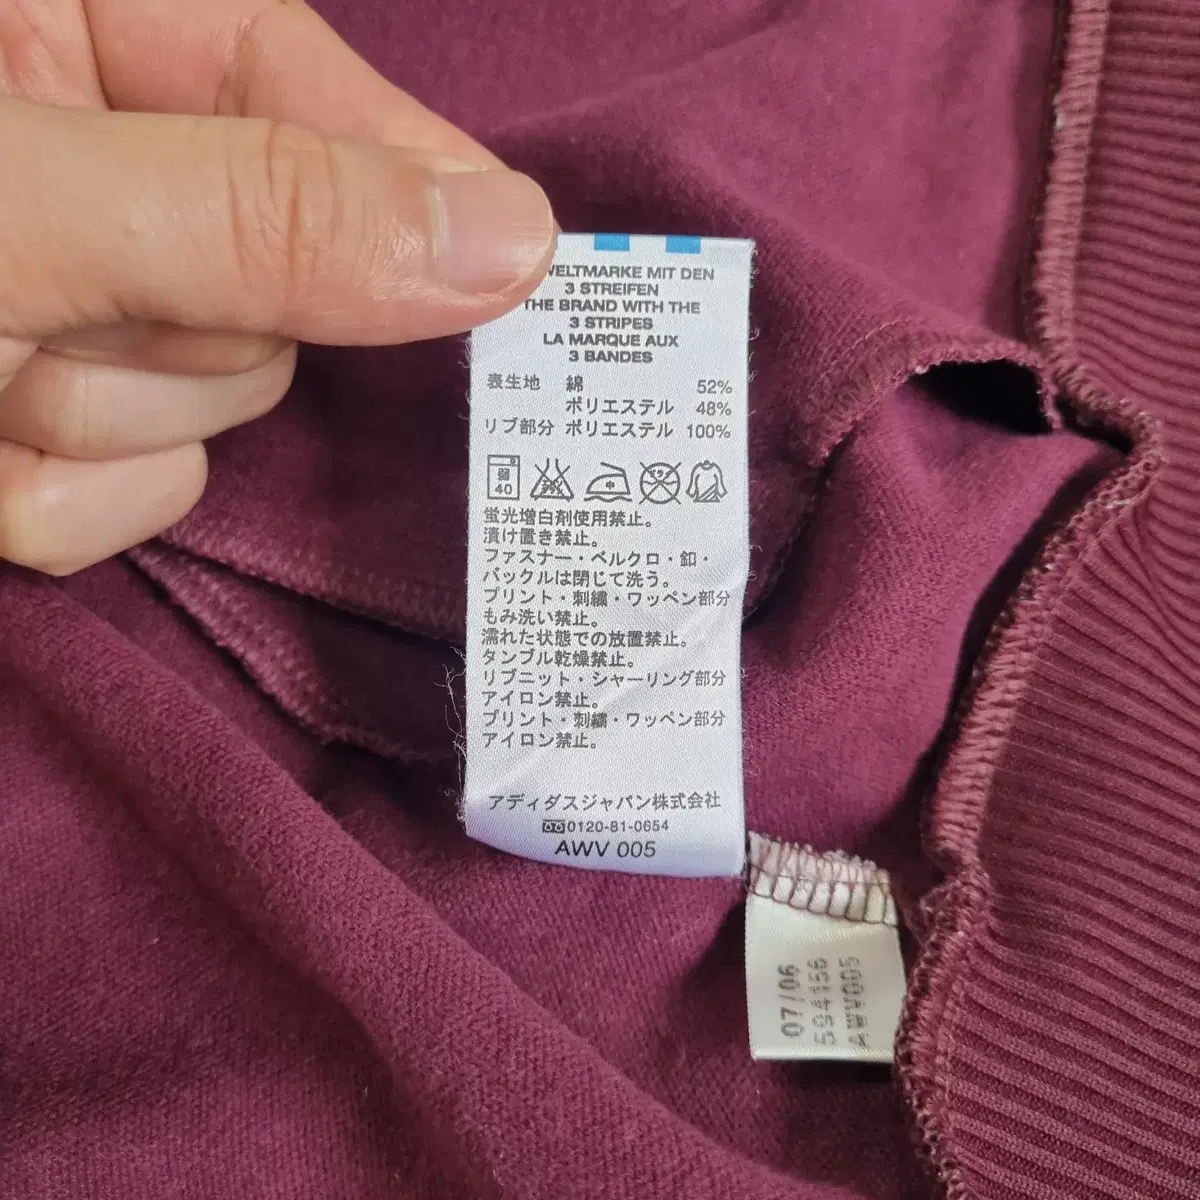 WELTMARKE MIT DEN
3 STREIFEN
THE BRAND WITH THE
3 STRIPES
LA MARQUE AUX
3 BANDES
表生地 綿 52%
ポリエステル 48%
リブ部分 ポリエステル 100%
弱
40
中
蛍光増白剤使用禁止。
漬け置き禁止。
ファスナー・ベルクロ・釦・
バックルは閉じて洗う。
プリント・刺繍・ワッペン部分
もみ洗い禁止。
濡れた状態での放置禁止。
タンブル乾燥禁止。
リブニット・シャーリング部分
アイロン禁止。
プリント・刺繍・ワッペン部分
アイロン禁止。
アディダスジャパン株式会社
0120-81-0654
AWV 005
07/06
594156
AWV005